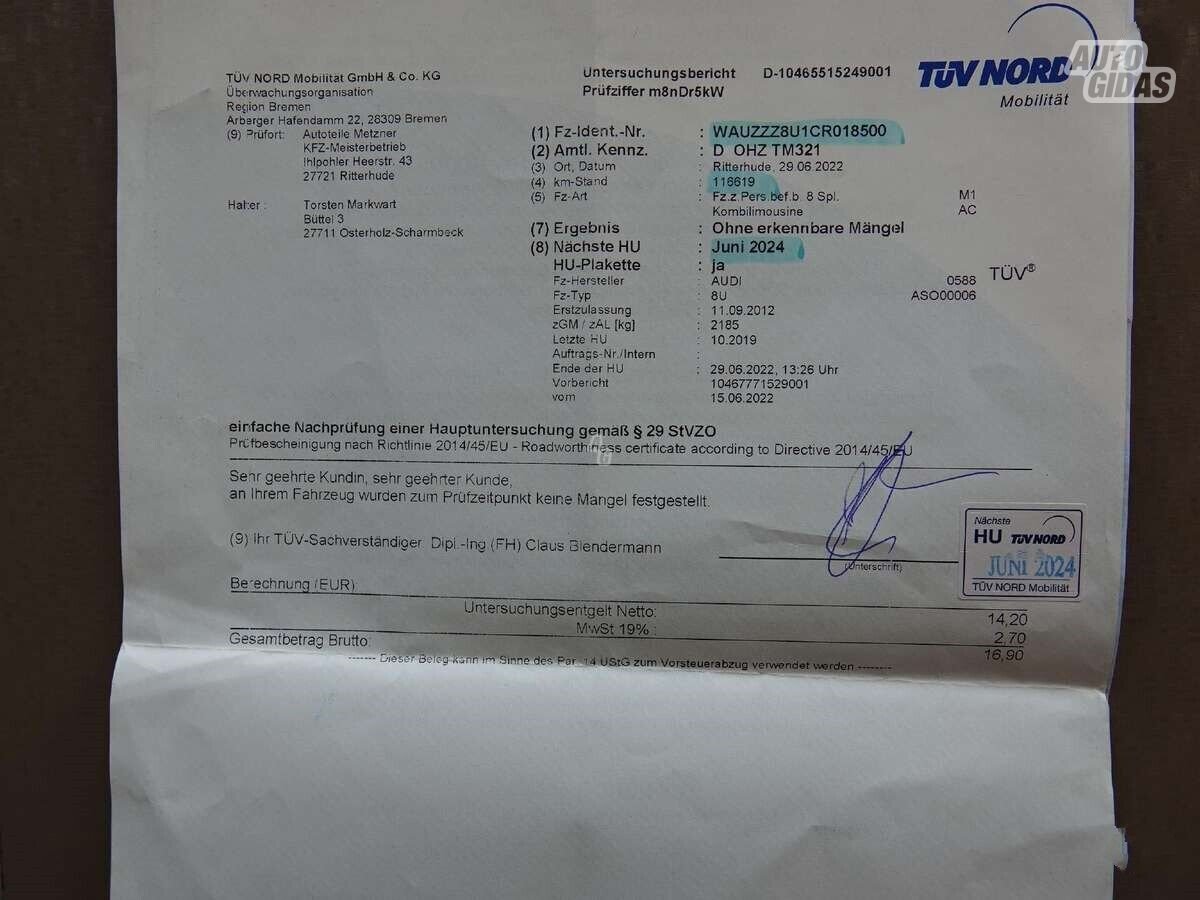 TÜV NORD Mobilität GmbH & Co. KG
Überwachungsorganisation
Region Bremen
Arberger Hafendamm 22, 28309 Bremen
(9) Prüfort: Autoteile Metzner
KFZ-Meisterbetrieb
Ihlpohler Heerstr. 43
27721 Ritterhude
Halter : Torsten Markwart
Büttel 3
27711 Osterholz-Scharmbeck
Untersuchungsbericht D-10465515249001
Prüfziffer m8nDr5kW
TÜV NORD
Mobilität
AUTO
GIDAS
(1) Fz-Ident.-Nr. : WAUZZZ8U1CR018500
(2) Amtl. Kennz. : D OHZ TM321
(3) Ort, Datum : Ritterhude, 29.06.2022
(4) km-Stand : 116619
(5) Fz-Art : Fz.z.Pers.bef.b. 8 Spl. M1
Kombilimousine AC
(7) Ergebnis : Ohne erkennbare Mängel
(8) Nächste HU : Juni 2024
HU-Plakette : ja
TÜV®
Fz-Hersteller : AUDI 0588
Fz-Typ : 8U ASO00006
Erstzulassung : 11.09.2012
zGM / zAL [kg] : 2185
Letzte HU : 10.2019
Auftrags-Nr./Intern :
Ende der HU : 29.06.2022, 13:26 Uhr
Vorbericht : 10467771529001
vom : 15.06.2022
einfache Nachprüfung einer Hauptuntersuchung gemäß § 29 StVZO
Prüfbescheinigung nach Richtlinie 2014/45/EU - Roadworthiness certificate according to Directive 2014/45/EU
Sehr geehrte Kundin, sehr geehrter Kunde,
an Ihrem Fahrzeug wurden zum Prüfzeitpunkt keine Mängel festgestellt.
(9) Ihr TÜV-Sachverständiger Dipl.-Ing (FH) Claus Blendermann
(Unterschrift)
Nächste
HU TÜV NORD
JUNI 2024
TÜV NORD Mobilität
Berechnung (EUR)
Untersuchungsentgelt Netto: 14,20
MwSt 19% : 2,70
Gesamtbetrag Brutto: 16,90
------ Dieser Beleg kann im Sinne des Par. 14 UStG zum Vorsteuerabzug verwendet werden --------